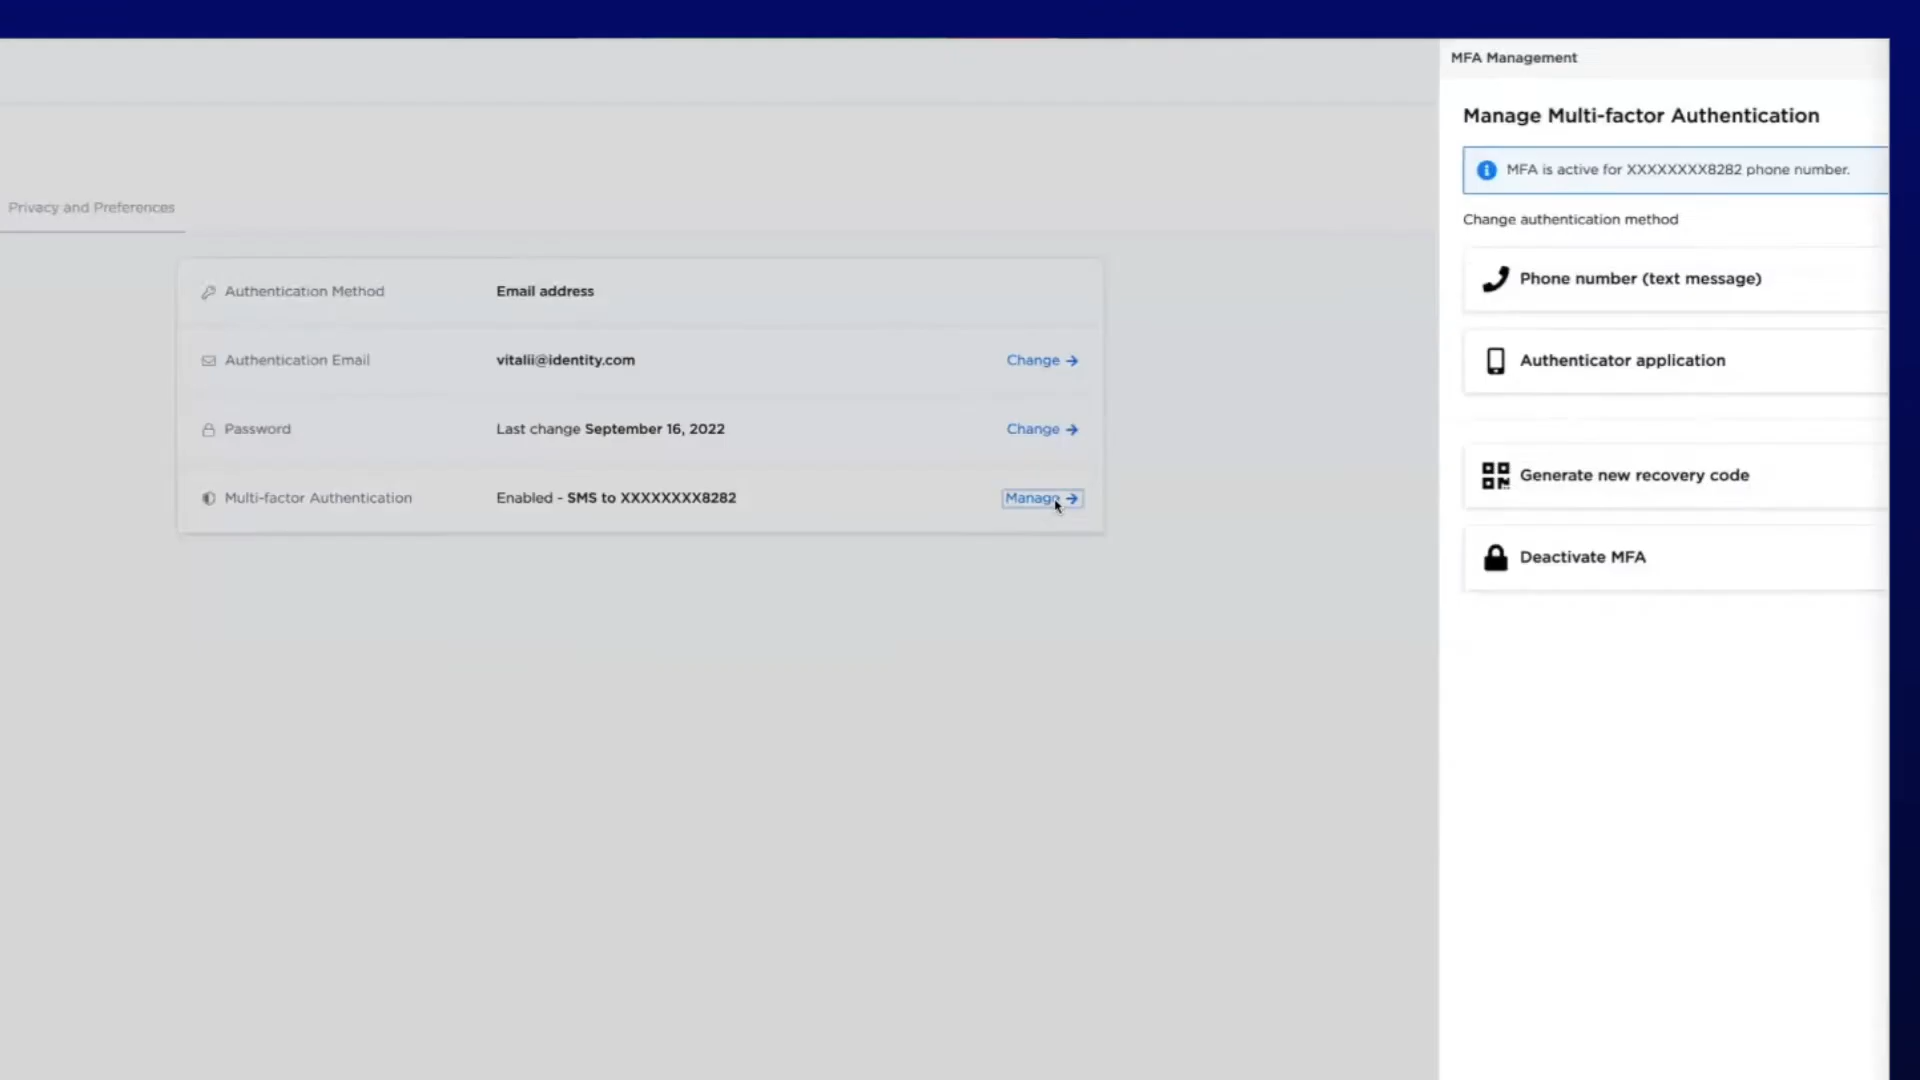 MFA Management
Manage Multi-factor Authentication
MFA is active for XXXXXXXX8282 phone number.
Change authentication method
Phone number (text message)
Authenticator application
Generate new recovery code
Deactivate MFA
Privacy and Preferences
Authentication Method Email address
Authentication Email vitalii@identity.com Change →
Password Last change September 16, 2022 Change →
Multi-factor Authentication Enabled - SMS to XXXXXXXX8282 Manage →